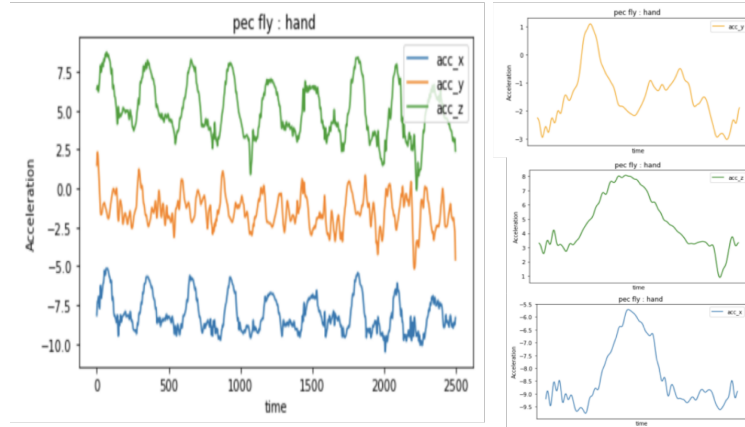 pec fly : hand
acc_x
acc_y
acc_z
7.5
5.0
2.5
0.0
−2.5
−5.0
−7.5
−10.0
Acceleration
0
500
1000
1500
2000
2500
time
pec fly : hand
acc_y
1
0
−1
−2
−3
Acceleration
time
pec fly : hand
acc_z
8
7
6
5
4
3
2
1
Acceleration
time
pec fly : hand
acc_x
−5.5
−6.0
−6.5
−7.0
−7.5
−8.0
−8.5
−9.0
−9.5
Acceleration
time